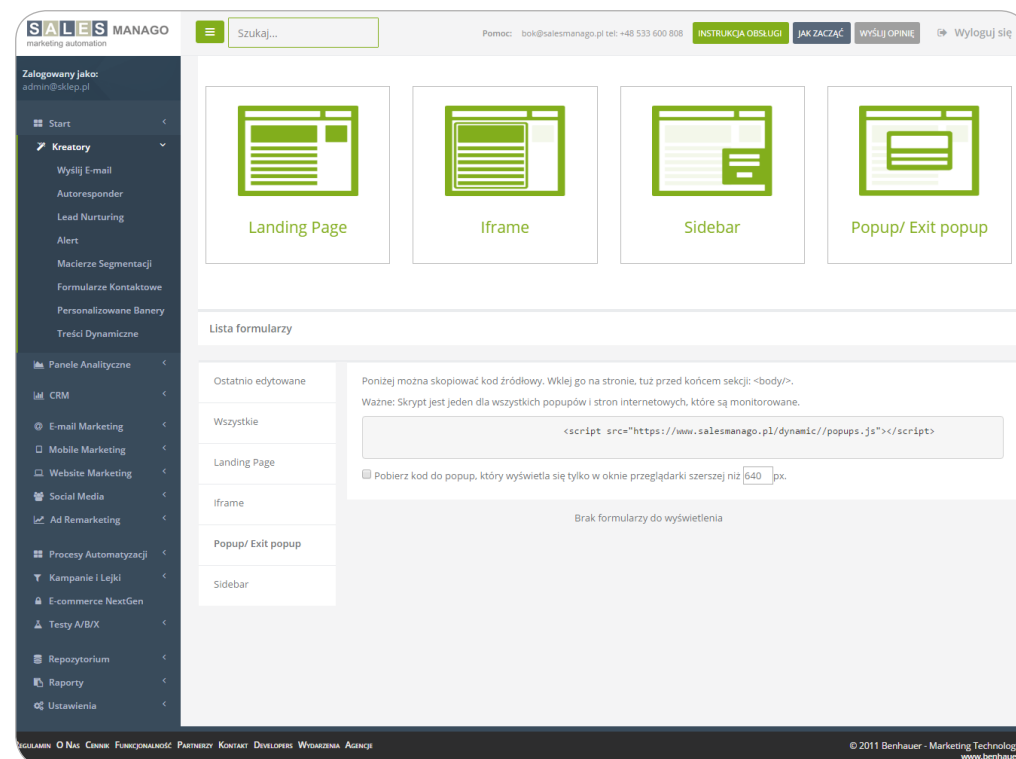 SALES MANAGO
marketing automation
Szukaj...
Pomoc: bok@salesmanago.pl tel: +48 533 600 808
INSTRUKCJA OBSŁUGI
JAK ZACZĄĆ
WYŚLIJ OPINIĘ
Wyloguj się
Zalogowany jako:
admin@sklep.pl
Start
Kreatory
Wyślij E-mail
Autoresponder
Lead Nurturing
Alert
Macierze Segmentacji
Formularze Kontaktowe
Personalizowane Banery
Treści Dynamiczne
Panele Analityczne
CRM
E-mail Marketing
Mobile Marketing
Website Marketing
Social Media
Ad Remarketing
Procesy Automatyzacji
Kampanie i Lejki
E-commerce NextGen
Testy A/B/X
Repozytorium
Raporty
Ustawienia
Landing Page
Iframe
Sidebar
Popup/ Exit popup
Lista formularzy
Ostatnio edytowane
Wszystkie
Landing Page
Iframe
Popup/ Exit popup
Sidebar
Poniżej można skopiować kod źródłowy. Wklej go na stronie, tuż przed końcem sekcji: <body/>.
Ważne: Skrypt jest jeden dla wszystkich popupów i stron internetowych, które są monitorowane.
<script src="https://www.salesmanago.pl/dynamic//popups.js"></script>
Pobierz kod do popup, który wyświetla się tylko w oknie przeglądarki szerszej niż 640 px.
Brak formularzy do wyświetlenia
Regulamin O Nas Cennik Funkcjonalność Partnerzy Kontakt Developers Wydarzenia Agencje
© 2011 Benhauer - Marketing Technolog
www.benhaue